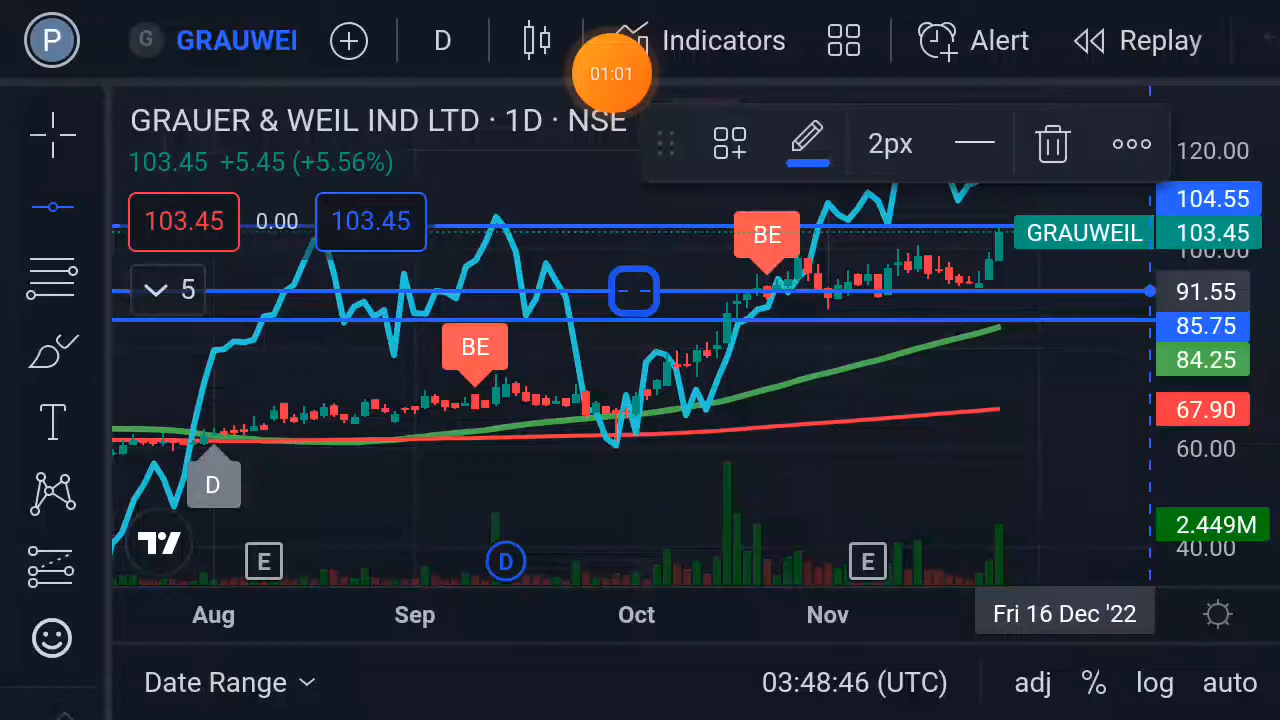 P
G GRAUWEI
D
Indicators
Alert
Replay
01:01
GRAUER & WEIL IND LTD · 1D · NSE
103.45 +5.45 (+5.56%)
2px
120.00
103.45 0.00 103.45
104.55
BE
GRAUWEIL 103.45
5
91.55
85.75
BE
84.25
67.90
60.00
D
2.449M
40.00
E
D
E
Aug Sep Oct Nov Fri 16 Dec '22
Date Range
03:48:46 (UTC)
adj % log auto